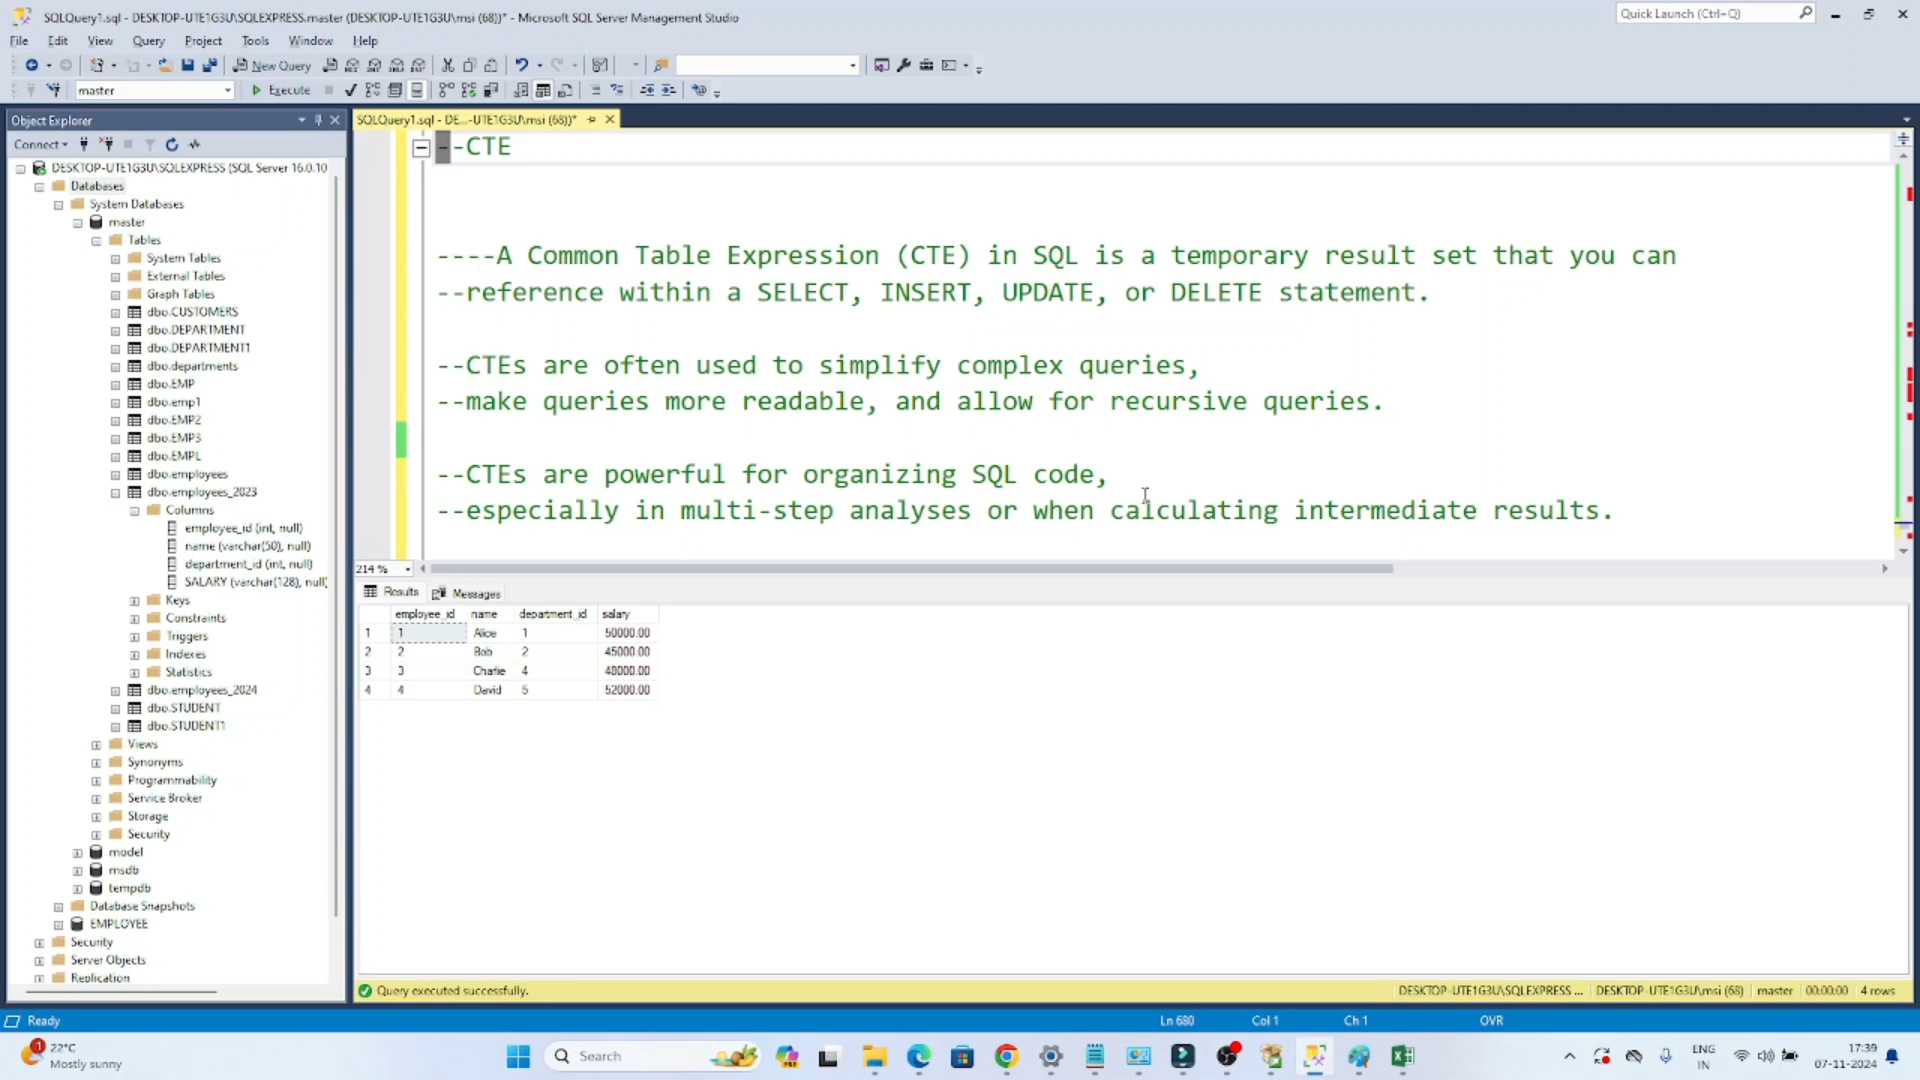 SQLQuery1.sql - DESKTOP-UTE1G3U\SQLEXPRESS.master (DESKTOP-UTE1G3U\msi (68))* - Microsoft SQL Server Management Studio
Quick Launch (Ctrl+Q)
File Edit View Query Project Tools Window Help
New Query
master
Execute
Object Explorer
SQLQuery1.sql - DE...-UTE1G3U\msi (68))*
Connect
DESKTOP-UTE1G3U\SQLEXPRESS (SQL Server 16.0.10
Databases
System Databases
master
Tables
System Tables
External Tables
Graph Tables
dbo.CUSTOMERS
dbo.DEPARTMENT
dbo.DEPARTMENT1
dbo.departments
dbo.EMP
dbo.emp1
dbo.EMP2
dbo.EMP3
dbo.EMPL
dbo.employees
dbo.employees_2023
Columns
employee_id (int, null)
name (varchar(50), null)
department_id (int, null)
SALARY (varchar(128), null)
Keys
Constraints
Triggers
Indexes
Statistics
dbo.employees_2024
dbo.STUDENT
dbo.STUDENT1
Views
Synonyms
Programmability
Service Broker
Storage
Security
model
msdb
tempdb
Database Snapshots
EMPLOYEE
Security
Server Objects
Replication
--CTE
----A Common Table Expression (CTE) in SQL is a temporary result set that you can
--reference within a SELECT, INSERT, UPDATE, or DELETE statement.
--CTEs are often used to simplify complex queries,
--make queries more readable, and allow for recursive queries.
--CTEs are powerful for organizing SQL code,
--especially in multi-step analyses or when calculating intermediate results.
214 %
Results Messages
employee_id name department_id salary
1 1 Alice 1 50000.00
2 2 Bob 2 45000.00
3 3 Charlie 4 48000.00
4 4 David 5 52000.00
Query executed successfully.
DESKTOP-UTE1G3U\SQLEXPRESS ... DESKTOP-UTE1G3U\msi (68) master 00:00:00 4 rows
Ready
Ln 680 Col 1 Ch 1 OVR
1
22°C
Mostly sunny
Search
ENG
IN
17:39
07-11-2024